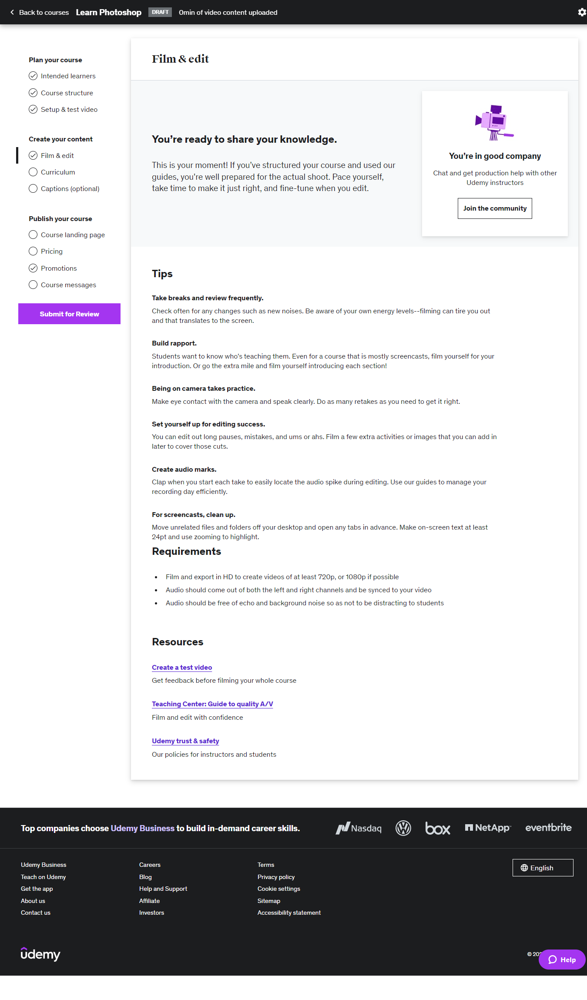 Back to courses Learn Photoshop DRAFT 0min of video content uploaded
Plan your course
Intended learners
Course structure
Setup & test video
Create your content
Film & edit
Curriculum
Captions (optional)
Publish your course
Course landing page
Pricing
Promotions
Course messages
Submit for Review
Film & edit
You’re ready to share your knowledge.
This is your moment! If you’ve structured your course and used our
guides, you're well prepared for the actual shoot. Pace yourself,
take time to make it just right, and fine-tune when you edit.
You’re in good company
Chat and get production help with other
Udemy instructors
Join the community
Tips
Take breaks and review frequently.
Check often for any changes such as new noises. Be aware of your own energy levels--filming can tire you out
and that translates to the screen.
Build rapport.
Students want to know who’s teaching them. Even for a course that is mostly screencasts, film yourself for your
introduction. Or go the extra mile and film yourself introducing each section!
Being on camera takes practice.
Make eye contact with the camera and speak clearly. Do as many retakes as you need to get it right.
Set yourself up for editing success.
You can edit out long pauses, mistakes, and ums or ahs. Film a few extra activities or images that you can add in
later to cover those cuts.
Create audio marks.
Clap when you start each take to easily locate the audio spike during editing. Use our guides to manage your
recording day efficiently.
For screencasts, clean up.
Move unrelated files and folders off your desktop and open any tabs in advance. Make on-screen text at least
24pt and use zooming to highlight.
Requirements
• Film and export in HD to create videos of at least 720p, or 1080p if possible
• Audio should come out of both the left and right channels and be synced to your video
• Audio should be free of echo and background noise so as not to be distracting to students
Resources
Create a test video
Get feedback before filming your whole course
Teaching Center: Guide to quality A/V
Film and edit with confidence
Udemy trust & safety
Our policies for instructors and students
Top companies choose Udemy Business to build in-demand career skills.
Nasdaq
VW
box
NetApp
eventbrite
Udemy Business
Teach on Udemy
Get the app
About us
Contact us
Careers
Blog
Help and Support
Affiliate
Investors
Terms
Privacy policy
Cookie settings
Sitemap
Accessibility statement
English
udemy
©
Help